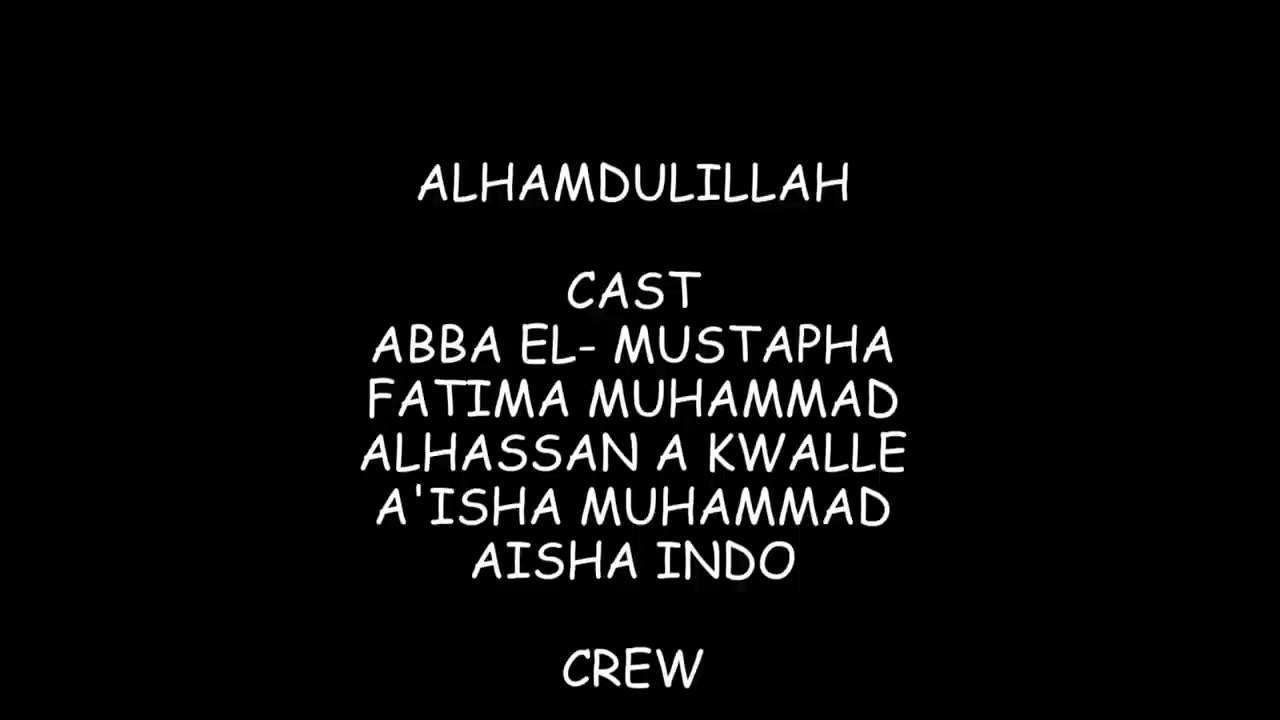 ALHAMDULILLAH
CAST
ABBA EL- MUSTAPHA
FATIMA MUHAMMAD
ALHASSAN A KWALLE
A'ISHA MUHAMMAD
AISHA INDO
CREW